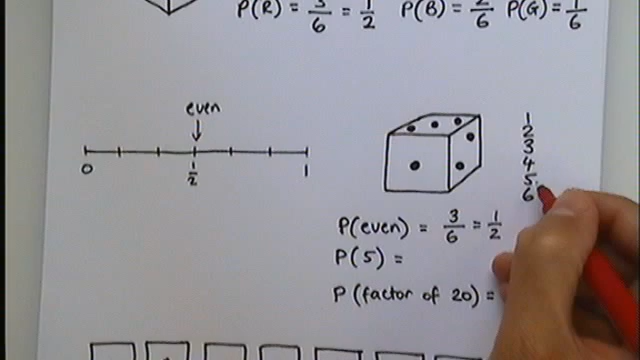 P(R) = 3/6 = 1/2 P(B) = 2/6 P(G) = 1/6
even
0 1/2 1
1
2
3
4
5
6
P(even) = 3/6 = 1/2
P(5) =
P(factor of 20) =